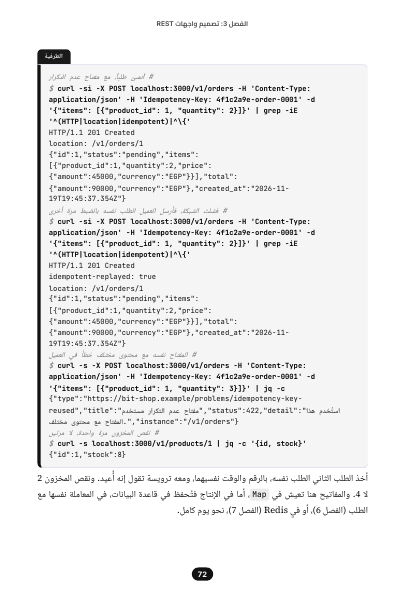 الفصل 3: تصميم واجهات REST
الطرفية
# أنشئ طلبًا، مع مفتاح عدم التكرار
$ curl -si -X POST localhost:3000/v1/orders -H 'Content-Type:
application/json' -H 'Idempotency-Key: 4f1c2a9e-order-0001' -d
'{"items": [{"product_id": 1, "quantity": 2}]}' | grep -iE
'^(HTTP|location|idempotent)|^\{'
HTTP/1.1 201 Created
location: /v1/orders/1
{"id":1,"status":"pending","items":
[{"product_id":1,"quantity":2,"price":
{"amount":45000,"currency":"EGP"}}],"total":
{"amount":90000,"currency":"EGP"},"created_at":"2026-11-
19T19:45:37.354Z"}
# فشلت الشبكة، فأرسل العميل الطلب نفسه بالضبط مرة أخرى
$ curl -si -X POST localhost:3000/v1/orders -H 'Content-Type:
application/json' -H 'Idempotency-Key: 4f1c2a9e-order-0001' -d
'{"items": [{"product_id": 1, "quantity": 2}]}' | grep -iE
'^(HTTP|location|idempotent)|^\{'
HTTP/1.1 201 Created
idempotent-replayed: true
location: /v1/orders/1
{"id":1,"status":"pending","items":
[{"product_id":1,"quantity":2,"price":
{"amount":45000,"currency":"EGP"}}],"total":
{"amount":90000,"currency":"EGP"},"created_at":"2026-11-
19T19:45:37.354Z"}
# المفتاح نفسه مع محتوى مختلف خطأ في العميل
$ curl -s -X POST localhost:3000/v1/orders -H 'Content-Type:
application/json' -H 'Idempotency-Key: 4f1c2a9e-order-0001' -d
'{"items": [{"product_id": 1, "quantity": 3}]}' | jq -c
{"type":"https://bit-shop.example/problems/idempotency-key-
reused","title":"مفتاح عدم التكرار مستخدم","status":422,"detail":"استُخدم هذا
المفتاح مع محتوى مختلف.","instance":"/v1/orders"}
# نقص المخزون مرة واحدة، لا مرتين
$ curl -s localhost:3000/v1/products/1 | jq -c '{id, stock}'
{"id":1,"stock":8}
أخذ الطلب الثاني الطلب نفسه، بالرقم والوقت نفسيهما، ومعه ترويسة تقول إنه أُعيد. ونقص المخزون 2
لا 4. والمفاتيح هنا تعيش في Map، أما في الإنتاج فتُحفظ في قاعدة البيانات، في المعاملة نفسها مع
الطلب (الفصل 6)، أو في Redis (الفصل 7)، نحو يوم كامل.
72